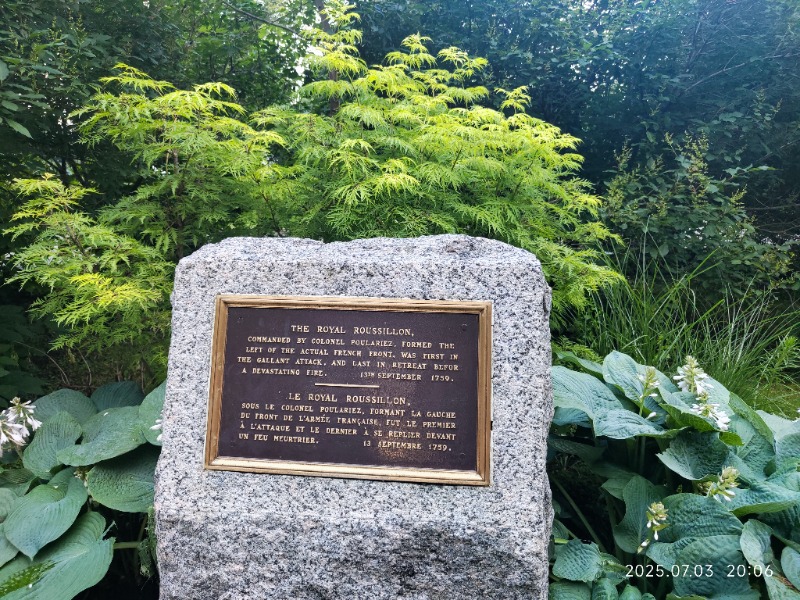 THE ROYAL ROUSSILLON,
COMMANDED BY COLONEL POULARIEZ, FORMED THE
LEFT OF THE ACTUAL FRENCH FRONT, WAS FIRST IN
THE GALLANT ATTACK, AND LAST IN RETREAT BEFOR
A DEVASTATING FIRE. 13TH SEPTEMBER 1759.
LE ROYAL ROUSSILLON,
SOUS LE COLONEL POULARIEZ, FORMANT LA GAUCHE
DU FRONT DE L'ARMÉE FRANÇAISE, FUT LE PREMIER
À L'ATTAQUE ET LE DERNIER À SE REPLIER DEVANT
UN FEU MEURTRIER. 13 SEPTEMBRE 1759.
2025.07.03 20:06